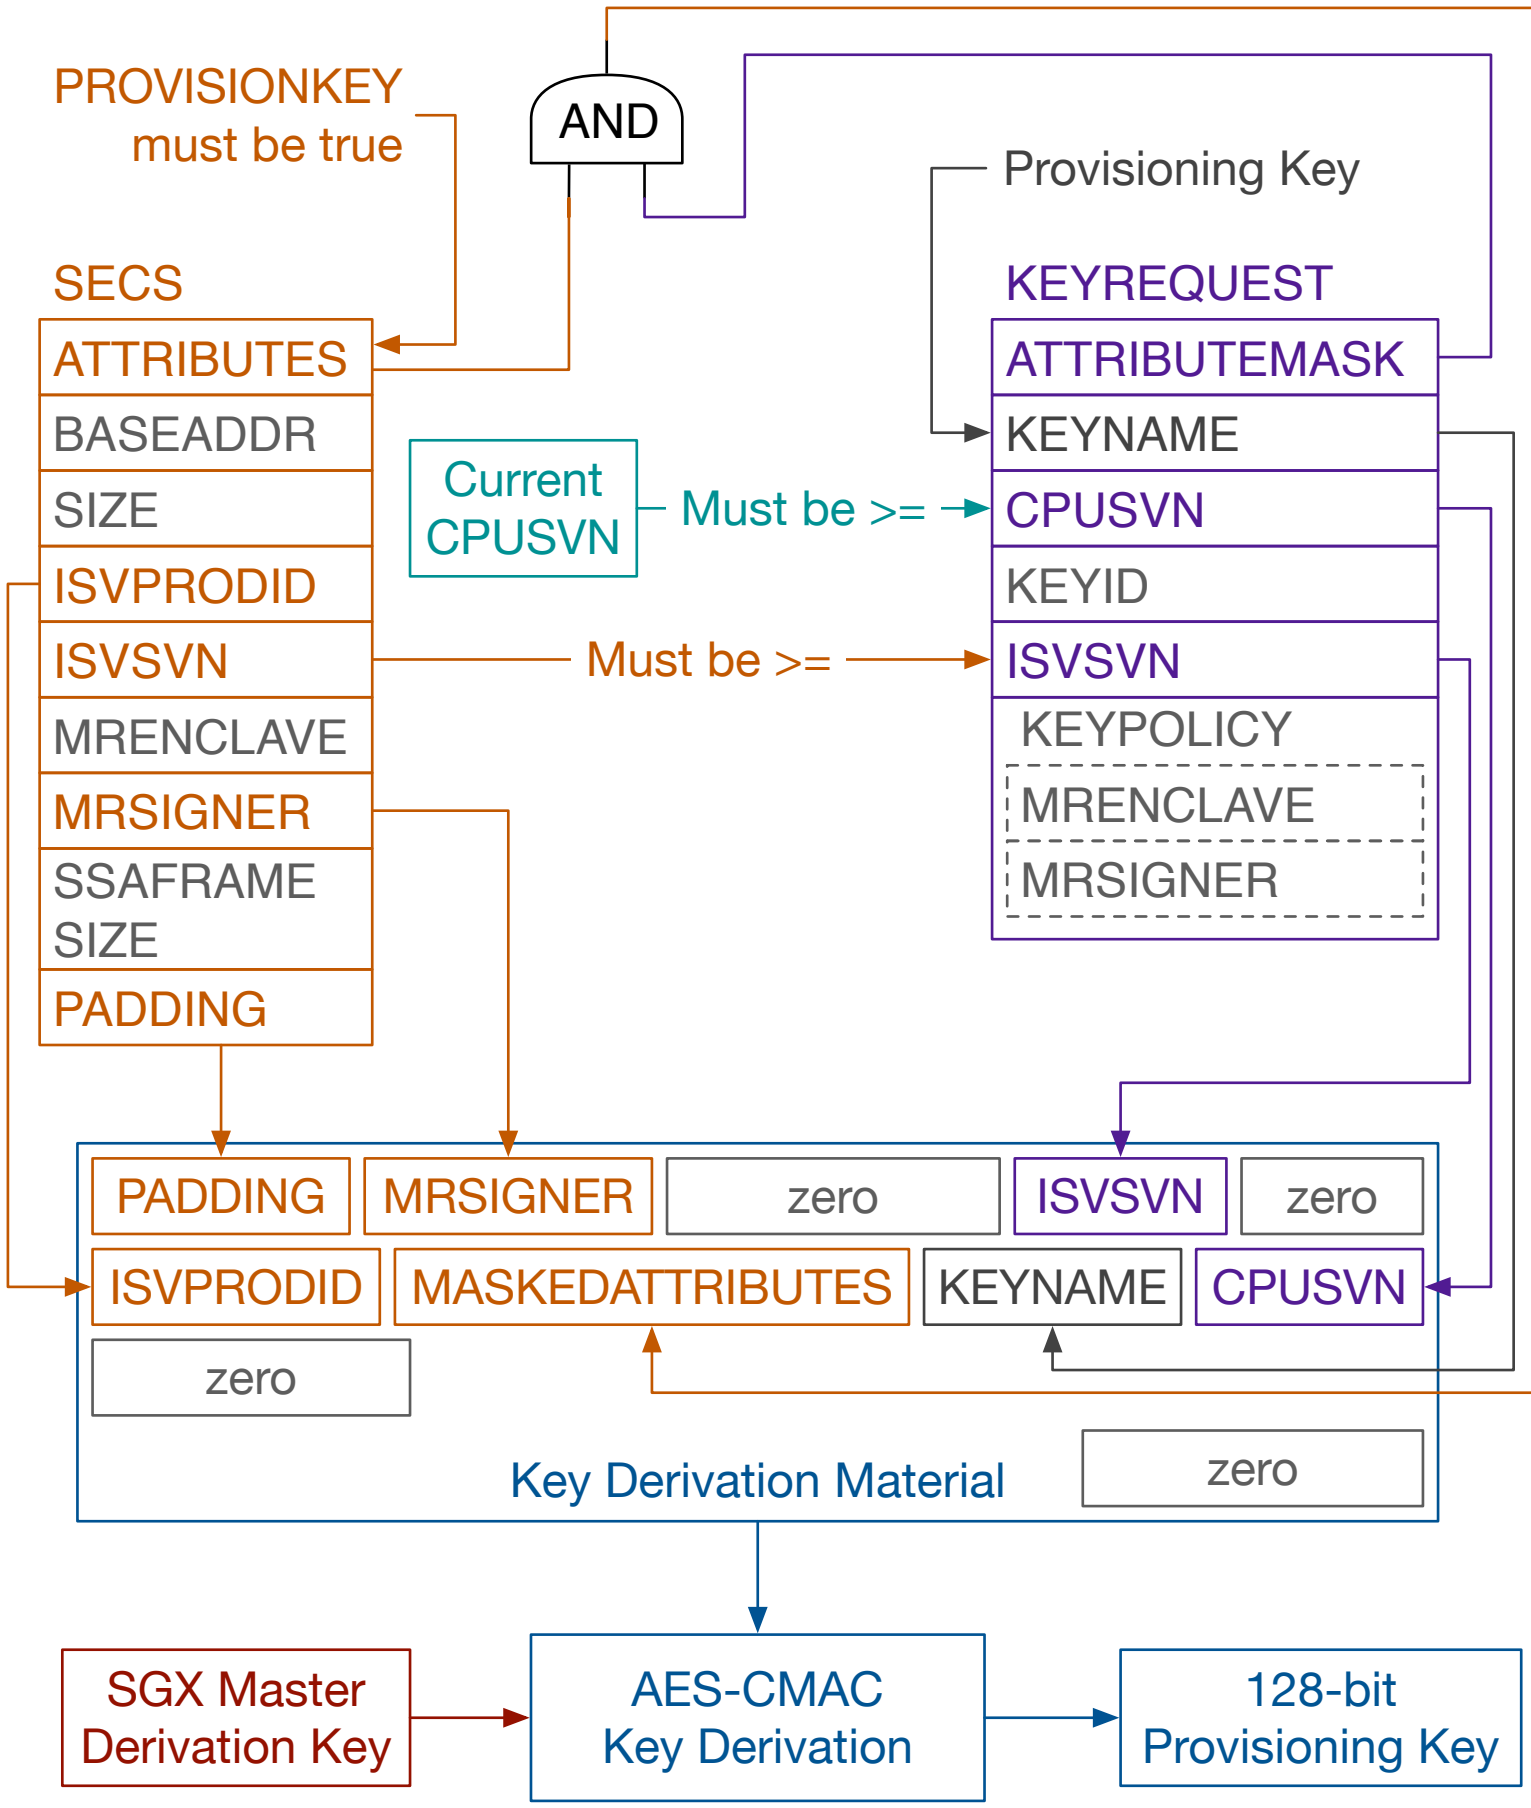 PROVISIONKEY
must be true
AND
Provisioning Key
SECS
ATTRIBUTES
BASEADDR
SIZE
ISVPRODID
ISVSVN
MRENCLAVE
MRSIGNER
SSAFRAME
SIZE
PADDING
Current
CPUSVN
Must be >=
Must be >=
KEYREQUEST
ATTRIBUTEMASK
KEYNAME
CPUSVN
KEYID
ISVSVN
KEYPOLICY
MRENCLAVE
MRSIGNER
PADDING MRSIGNER zero ISVSVN zero
ISVPRODID MASKEDATTRIBUTES KEYNAME CPUSVN
zero
Key Derivation Material
zero
SGX Master
Derivation Key
AES-CMAC
Key Derivation
128-bit
Provisioning Key